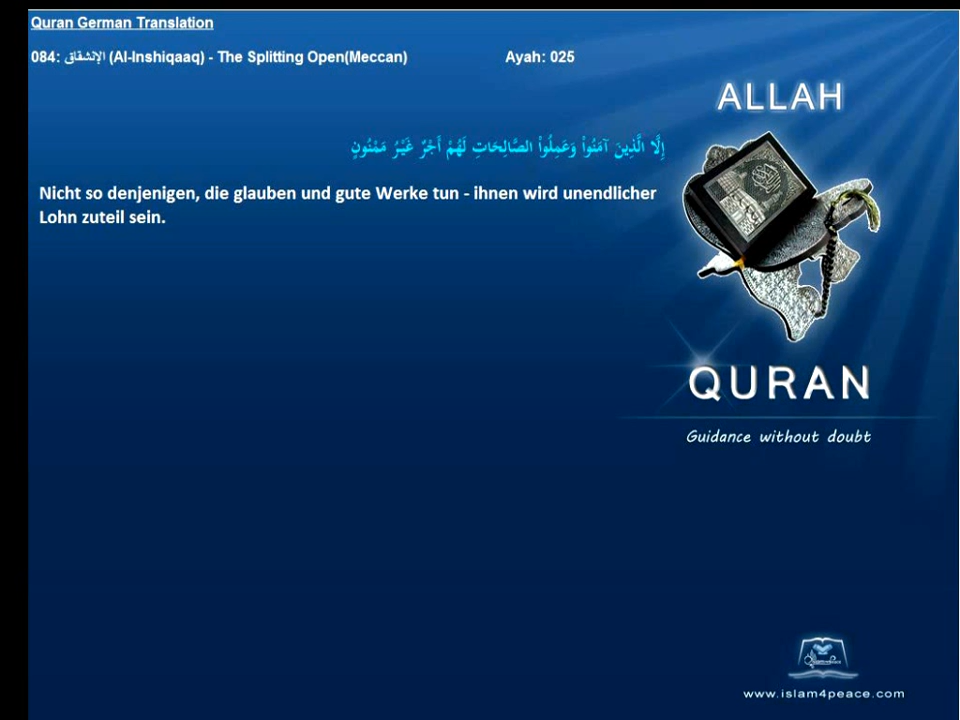 Quran German Translation
084: الإنشقاق (Al-Inshiqaaq) - The Splitting Open(Meccan) Ayah: 025
ALLAH
إِلَّا الَّذِينَ آمَنُواْ وَعَمِلُواْ الصَّالِحَاتِ لَهُمْ أَجْرٌ غَيْرُ مَمْنُونٍ
Nicht so denjenigen, die glauben und gute Werke tun - ihnen wird unendlicher
Lohn zuteil sein.
QURAN
Guidance without doubt
www.islam4peace.com